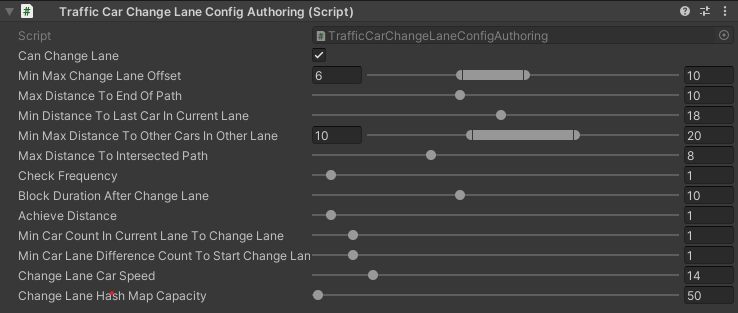 Traffic Car Change Lane Config Authoring (Script)
Script TrafficCarChangeLaneConfigAuthoring
Can Change Lane
Min Max Change Lane Offset 6 10
Max Distance To End Of Path 10
Min Distance To Last Car In Current Lane 18
Min Max Distance To Other Cars In Other Lane 10 20
Max Distance To Intersected Path 8
Check Frequency 1
Block Duration After Change Lane 10
Achieve Distance 1
Min Car Count In Current Lane To Change Lane 1
Min Car Lane Difference Count To Start Change Lan 1
Change Lane Car Speed 14
Change Lane Hash Map Capacity 50